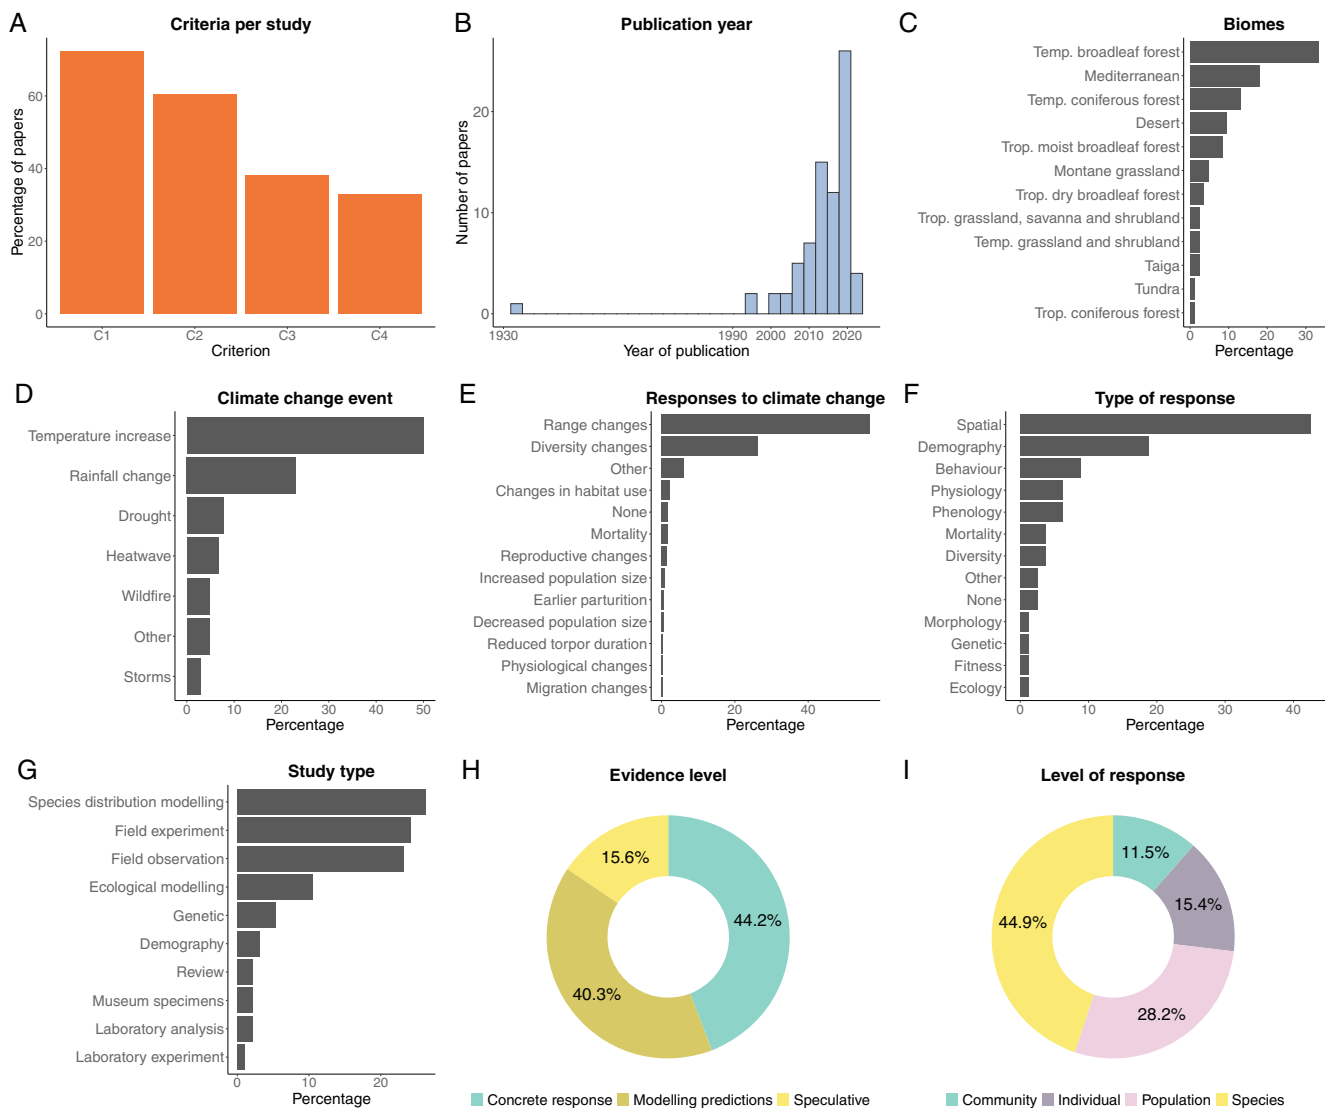 A
Criteria per study
Percentage of papers
60
40
20
0
C1
C2
C3
C4
Criterion
B
Publication year
Number of papers
20
10
0
1930
1990
2000
2010
2020
Year of publication
C
Biomes
Temp. broadleaf forest
Mediterranean
Temp. coniferous forest
Desert
Trop. moist broadleaf forest
Montane grassland
Trop. dry broadleaf forest
Trop. grassland, savanna and shrubland
Temp. grassland and shrubland
Taiga
Tundra
Trop. coniferous forest
0
10
20
30
Percentage
D
Climate change event
Temperature increase
Rainfall change
Drought
Heatwave
Wildfire
Other
Storms
0
10
20
30
40
50
Percentage
E
Responses to climate change
Range changes
Diversity changes
Other
Changes in habitat use
None
Mortality
Reproductive changes
Increased population size
Earlier parturition
Decreased population size
Reduced torpor duration
Physiological changes
Migration changes
0
20
40
Percentage
F
Type of response
Spatial
Demography
Behaviour
Physiology
Phenology
Mortality
Diversity
Other
None
Morphology
Genetic
Fitness
Ecology
0
10
20
30
40
Percentage
G
Study type
Species distribution modelling
Field experiment
Field observation
Ecological modelling
Genetic
Demography
Review
Museum specimens
Laboratory analysis
Laboratory experiment
0
10
20
Percentage
H
Evidence level
15.6%
44.2%
40.3%
Concrete response
Modelling predictions
Speculative
I
Level of response
11.5%
15.4%
44.9%
28.2%
Community
Individual
Population
Species